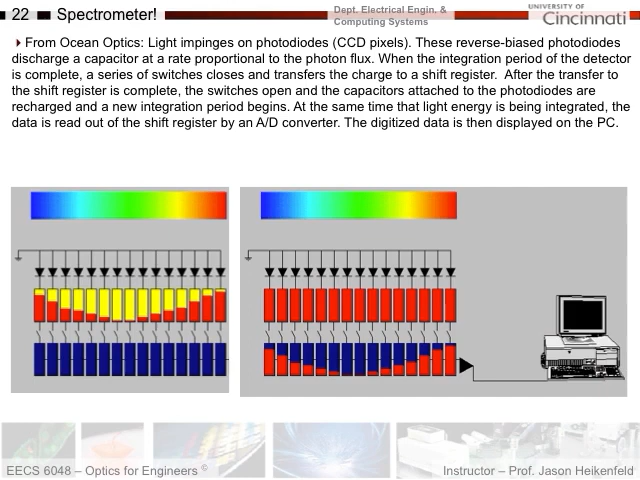 22 Spectrometer!
Dept. Electrical Engin. &
Computing Systems
UNIVERSITY OF
Cincinnati
From Ocean Optics: Light impinges on photodiodes (CCD pixels). These reverse-biased photodiodes
discharge a capacitor at a rate proportional to the photon flux. When the integration period of the detector
is complete, a series of switches closes and transfers the charge to a shift register.  After the transfer to
the shift register is complete, the switches open and the capacitors attached to the photodiodes are
recharged and a new integration period begins. At the same time that light energy is being integrated, the
data is read out of the shift register by an A/D converter. The digitized data is then displayed on the PC.
EECS 6048 – Optics for Engineers ©
Instructor – Prof. Jason Heikenfeld